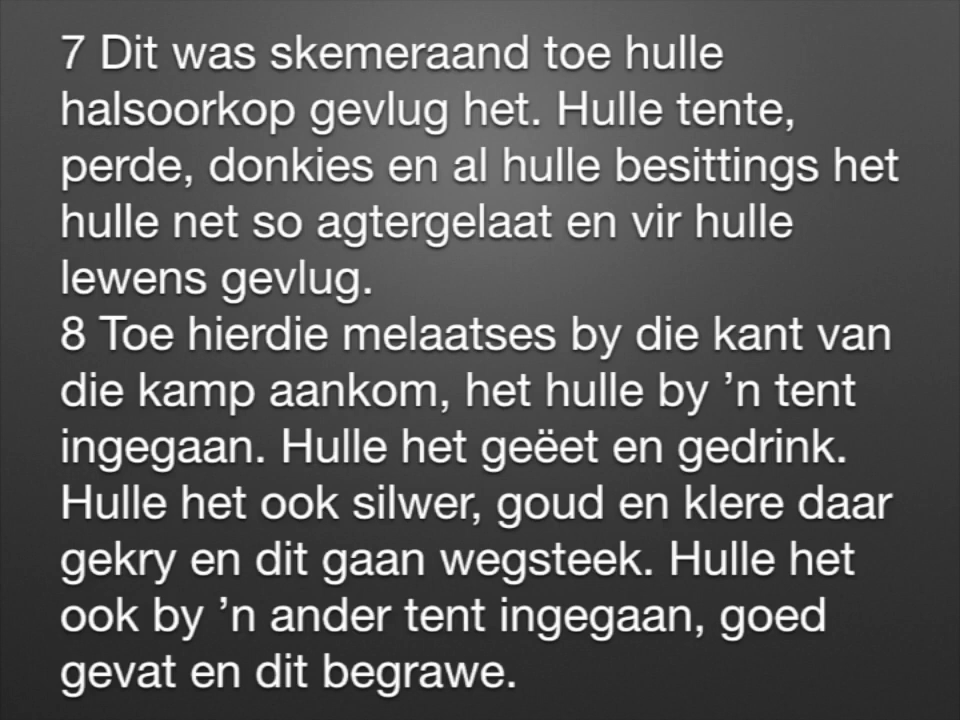 7 Dit was skemeraand toe hulle
halsoorkop gevlug het. Hulle tente,
perde, donkies en al hulle besittings het
hulle net so agtergelaat en vir hulle
lewens gevlug.
8 Toe hierdie melaatses by die kant van
die kamp aankom, het hulle by ’n tent
ingegaan. Hulle het geëet en gedrink.
Hulle het ook silwer, goud en klere daar
gekry en dit gaan wegsteek. Hulle het
ook by ’n ander tent ingegaan, goed
gevat en dit begrawe.